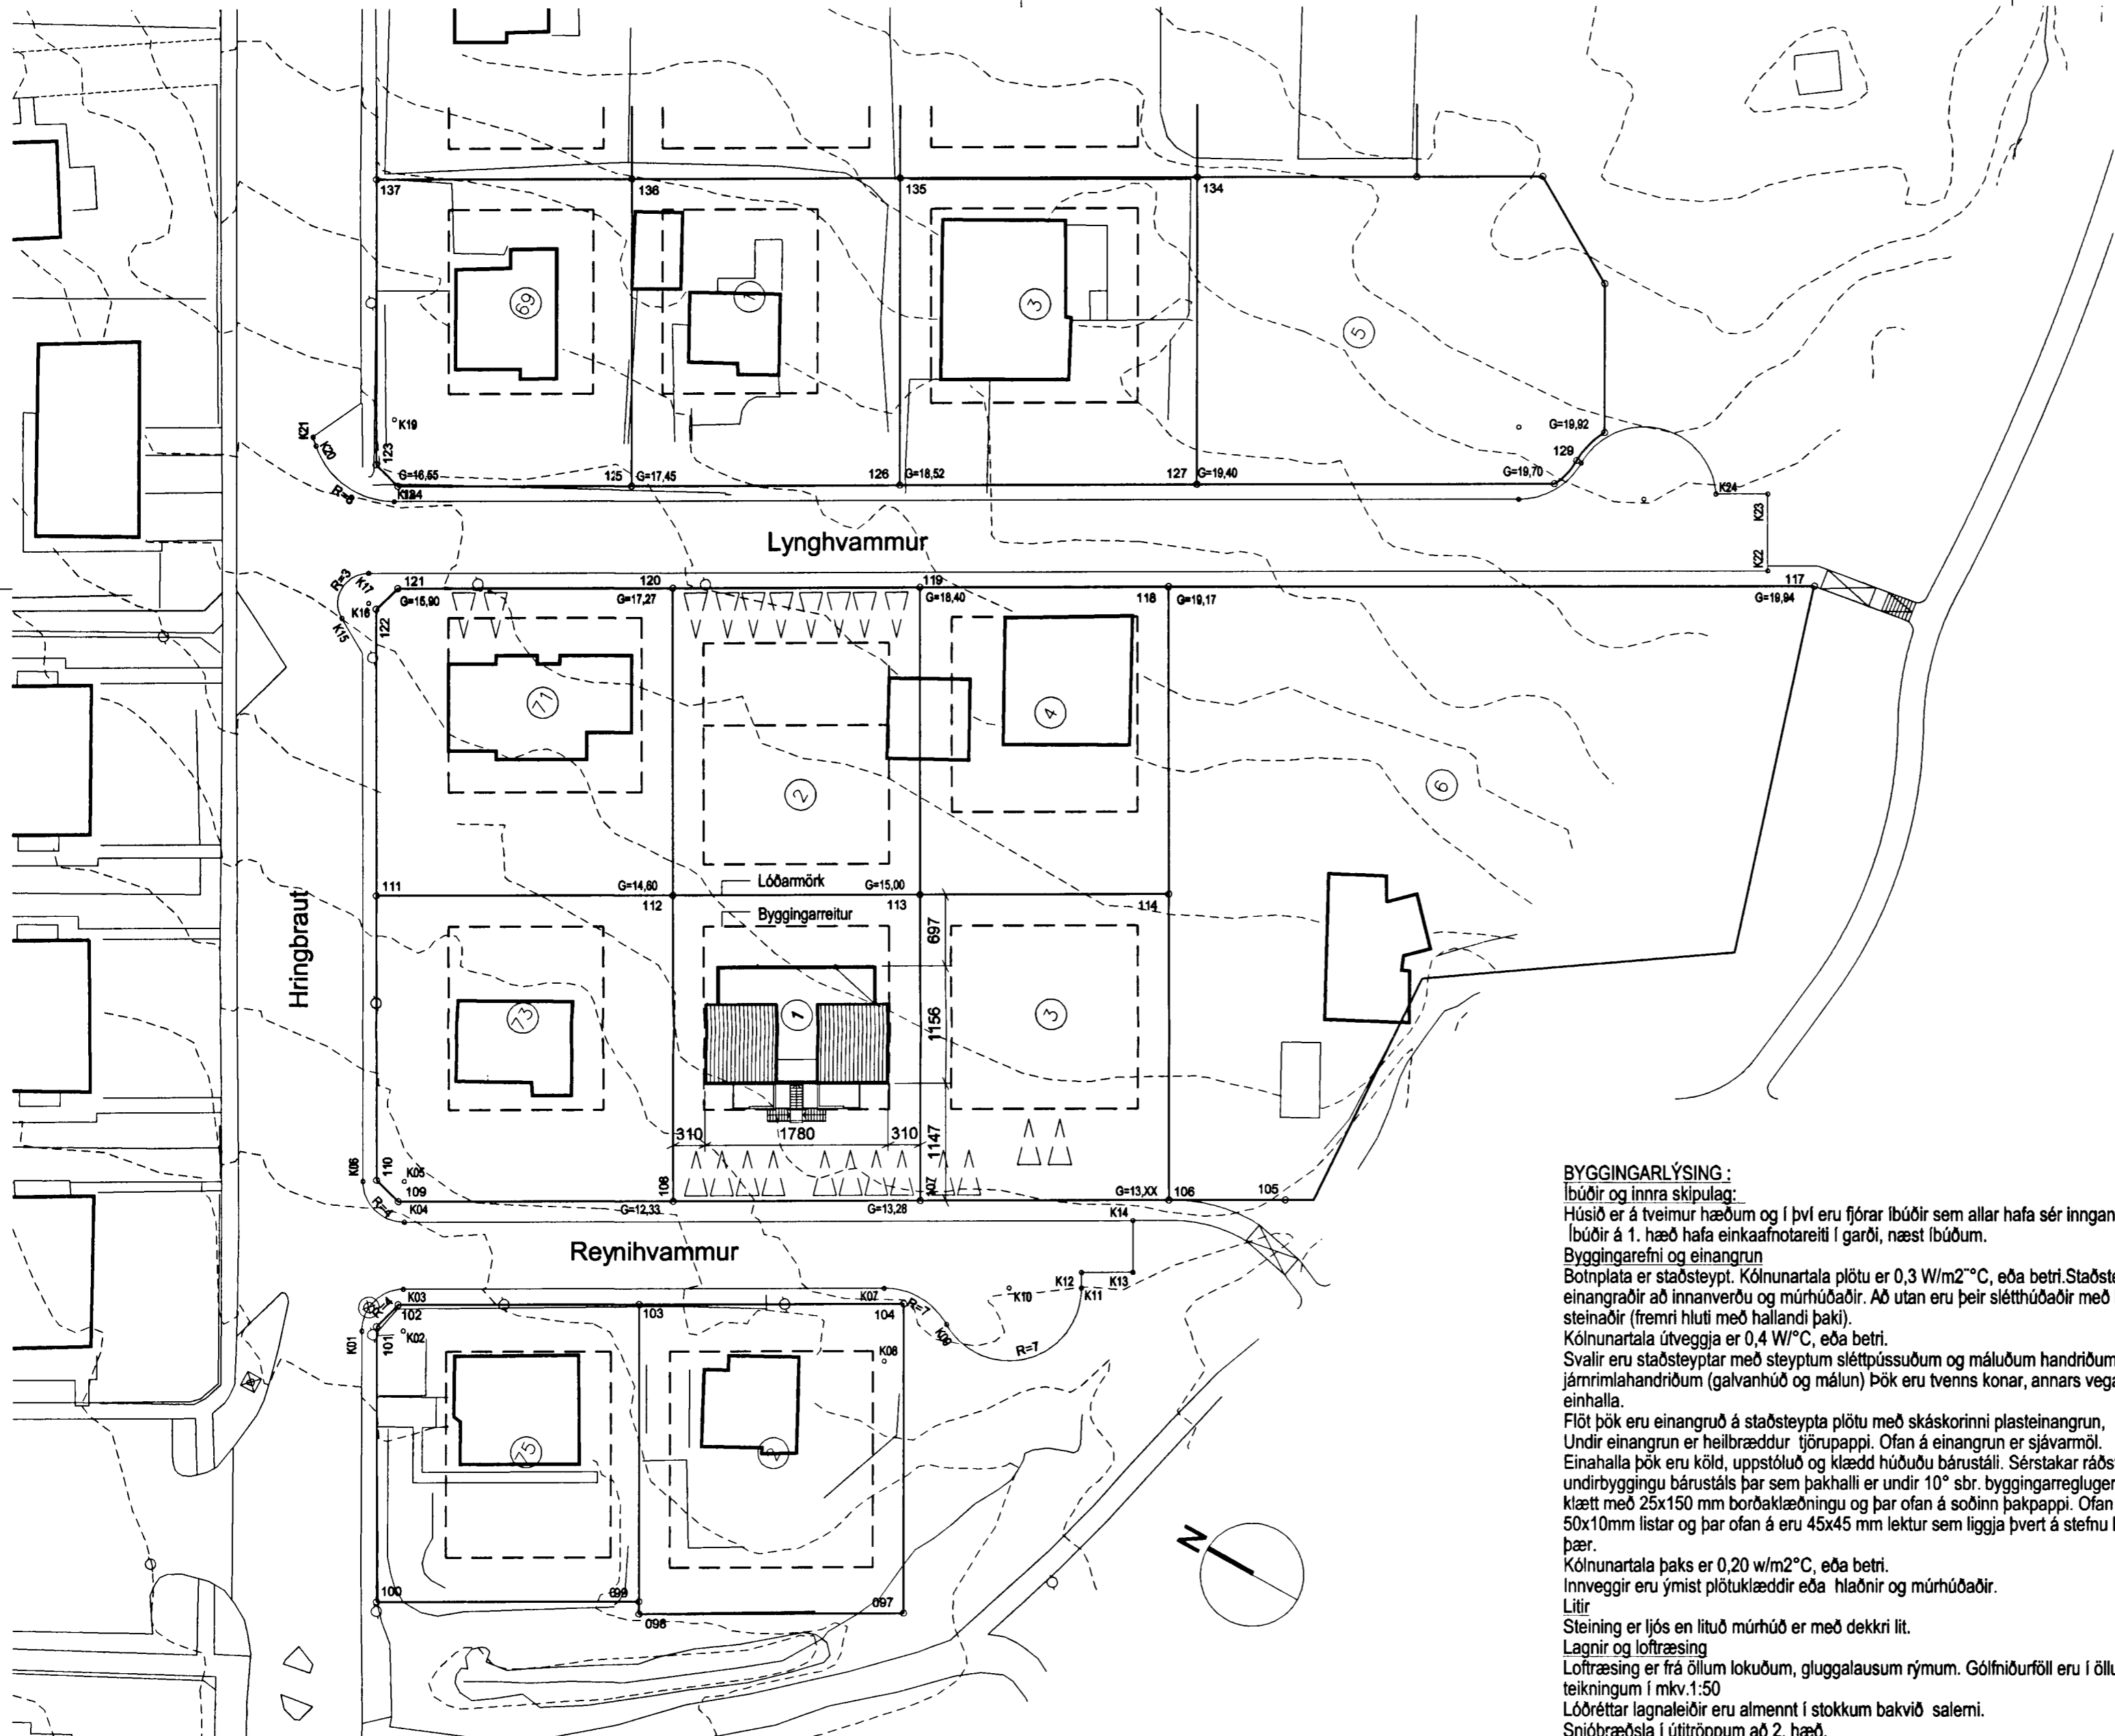 137
136
135
134
69
1
3
5
K21
K20
K19
123
G=16,65
R=8
125
G=17,45
126
G=18,52
127
G=19,40
G=19,70
129
G=19,92
K24
K23
K22
Lynghvammur
R=3
K17
K16
K15
121
G=15,90
122
120
G=17,27
119
G=18,40
118
G=19,17
117
G=19,94
71
2
4
6
Hringbraut
111
G=14,60
112
Lóðarmörk
G=15,00
113
114
Byggingarreitur
697
73
1
1156
3
310
1780
310
1147
K06
110
K05
109
K04
R=4
108
G=12,33
107
G=13,28
G=13,XX
106
105
K14
Reynihvammur
K12
K13
K11
K10
K03
102
R=4
K01
101
K02
103
K07
104
R=7
K09
R=7
K08
75
2
N
100
099
098
097
BYGGINGARLÝSING :
Íbúðir og innra skipulag:
Húsið er á tveimur hæðum og í því eru fjórar íbúðir sem allar hafa sér inngan
Íbúðir á 1. hæð hafa einkaafnotareiti í garði, næst íbúðum.
Byggingarefni og einangrun
Botnplata er staðsteypt. Kólnunartala plötu er 0,3 W/m2¨°C, eða betri.Staðste
einangraðir að innanverðu og múrhúðaðir. Að utan eru þeir slétthúðaðir með
steinaðir (fremri hluti með hallandi þaki).
Kólnunartala útveggja er 0,4 W/°C, eða betri.
Svalir eru staðsteyptar með steyptum sléttpússuðum og máluðum handriðum
járnrimlahandriðum (galvanhúð og málun) Þök eru tvenns konar, annars vega
einhalla.
Flöt þök eru einangruð á staðsteypta plötu með skáskorinni plasteinangrun,
Undir einangrun er heilbræddur tjörupappi. Ofan á einangrun er sjávarmöl.
Einahalla þök eru köld, uppstóluð og klædd húðuðu bárustáli. Sérstakar ráðs
undirbyggingu bárustáls þar sem þakhalli er undir 10° sbr. byggingarregluger
klætt með 25x150 mm borðaklæðningu og þar ofan á soðinn þakpappi. Ofan
50x10mm listar og þar ofan á eru 45x45 mm lektur sem liggja þvert á stefnu
þær.
Kólnunartala þaks er 0,20 w/m2°C, eða betri.
Innveggir eru ýmist plötuklæddir eða hlaðnir og múrhúðaðir.
Litir
Steining er ljós en lituð múrhúð er með dekkri lit.
Lagnir og loftræsing
Loftræsing er frá öllum lokuðum, gluggalausum rýmum. Gólfniðurföll eru í öllu
teikningum í mkv.1:50
Lóðréttar lagnaleiðir eru almennt í stokkum bakvið salerni.
Snjóbræðsla í útitröppum að 2. hæð.